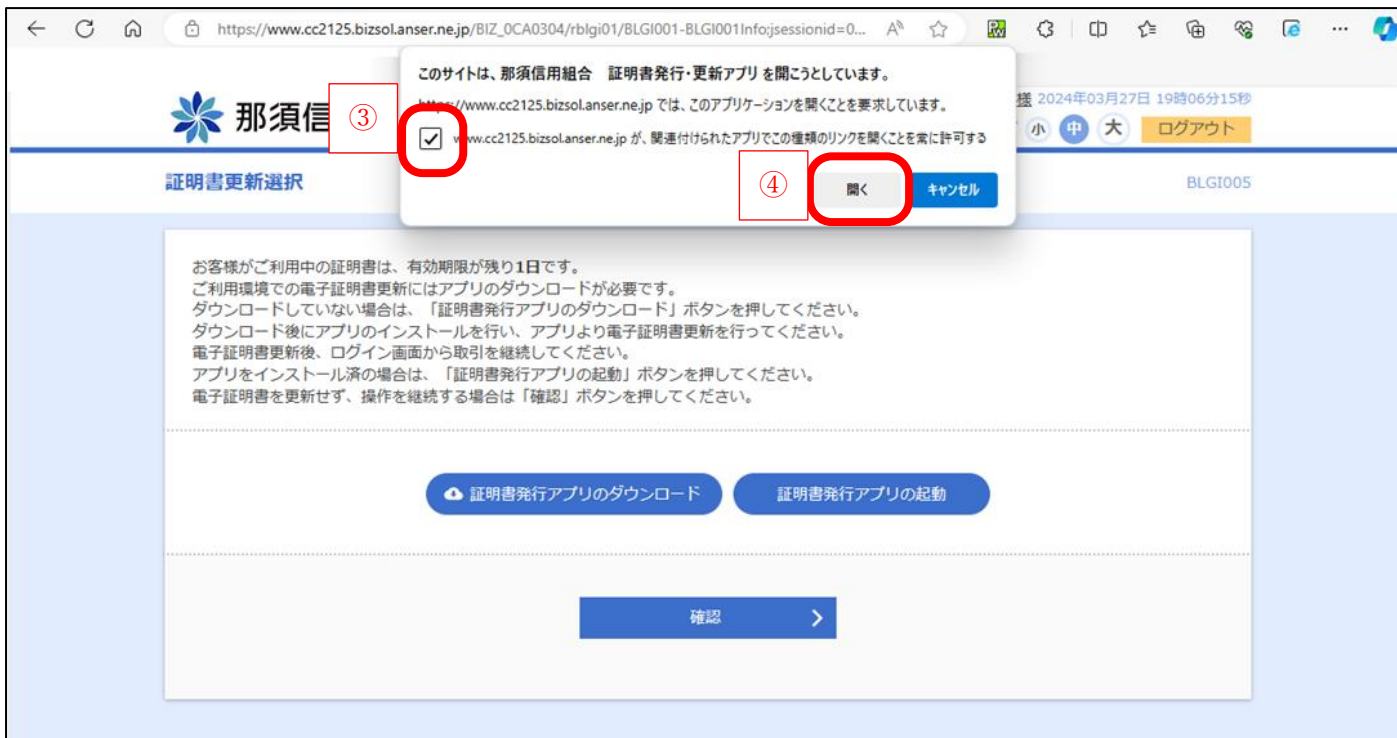 https://www.cc2125.bizsol.anser.ne.jp/BIZ_0CA0304/rblgi01/BLGI001-BLGI001Info;jsessionid=0...
このサイトは、那須信用組合　証明書発行・更新アプリ を開こうとしています。
https://www.cc2125.bizsol.anser.ne.jp では、このアプリケーションを開くことを要求しています。
③
www.cc2125.bizsol.anser.ne.jp が、関連付けられたアプリでこの種類のリンクを開くことを常に許可する
④
開く
キャンセル
那須信
様 2024年03月27日 19時06分15秒
小 中 大 ログアウト
証明書更新選択
BLGI005
お客様がご利用中の証明書は、有効期限が残り1日です。
ご利用環境での電子証明書更新にはアプリのダウンロードが必要です。
ダウンロードしていない場合は、「証明書発行アプリのダウンロード」ボタンを押してください。
ダウンロード後にアプリのインストールを行い、アプリより電子証明書更新を行ってください。
電子証明書更新後、ログイン画面から取引を継続してください。
アプリをインストール済の場合は、「証明書発行アプリの起動」ボタンを押してください。
電子証明書を更新せず、操作を継続する場合は「確認」ボタンを押してください。
証明書発行アプリのダウンロード
証明書発行アプリの起動
確認